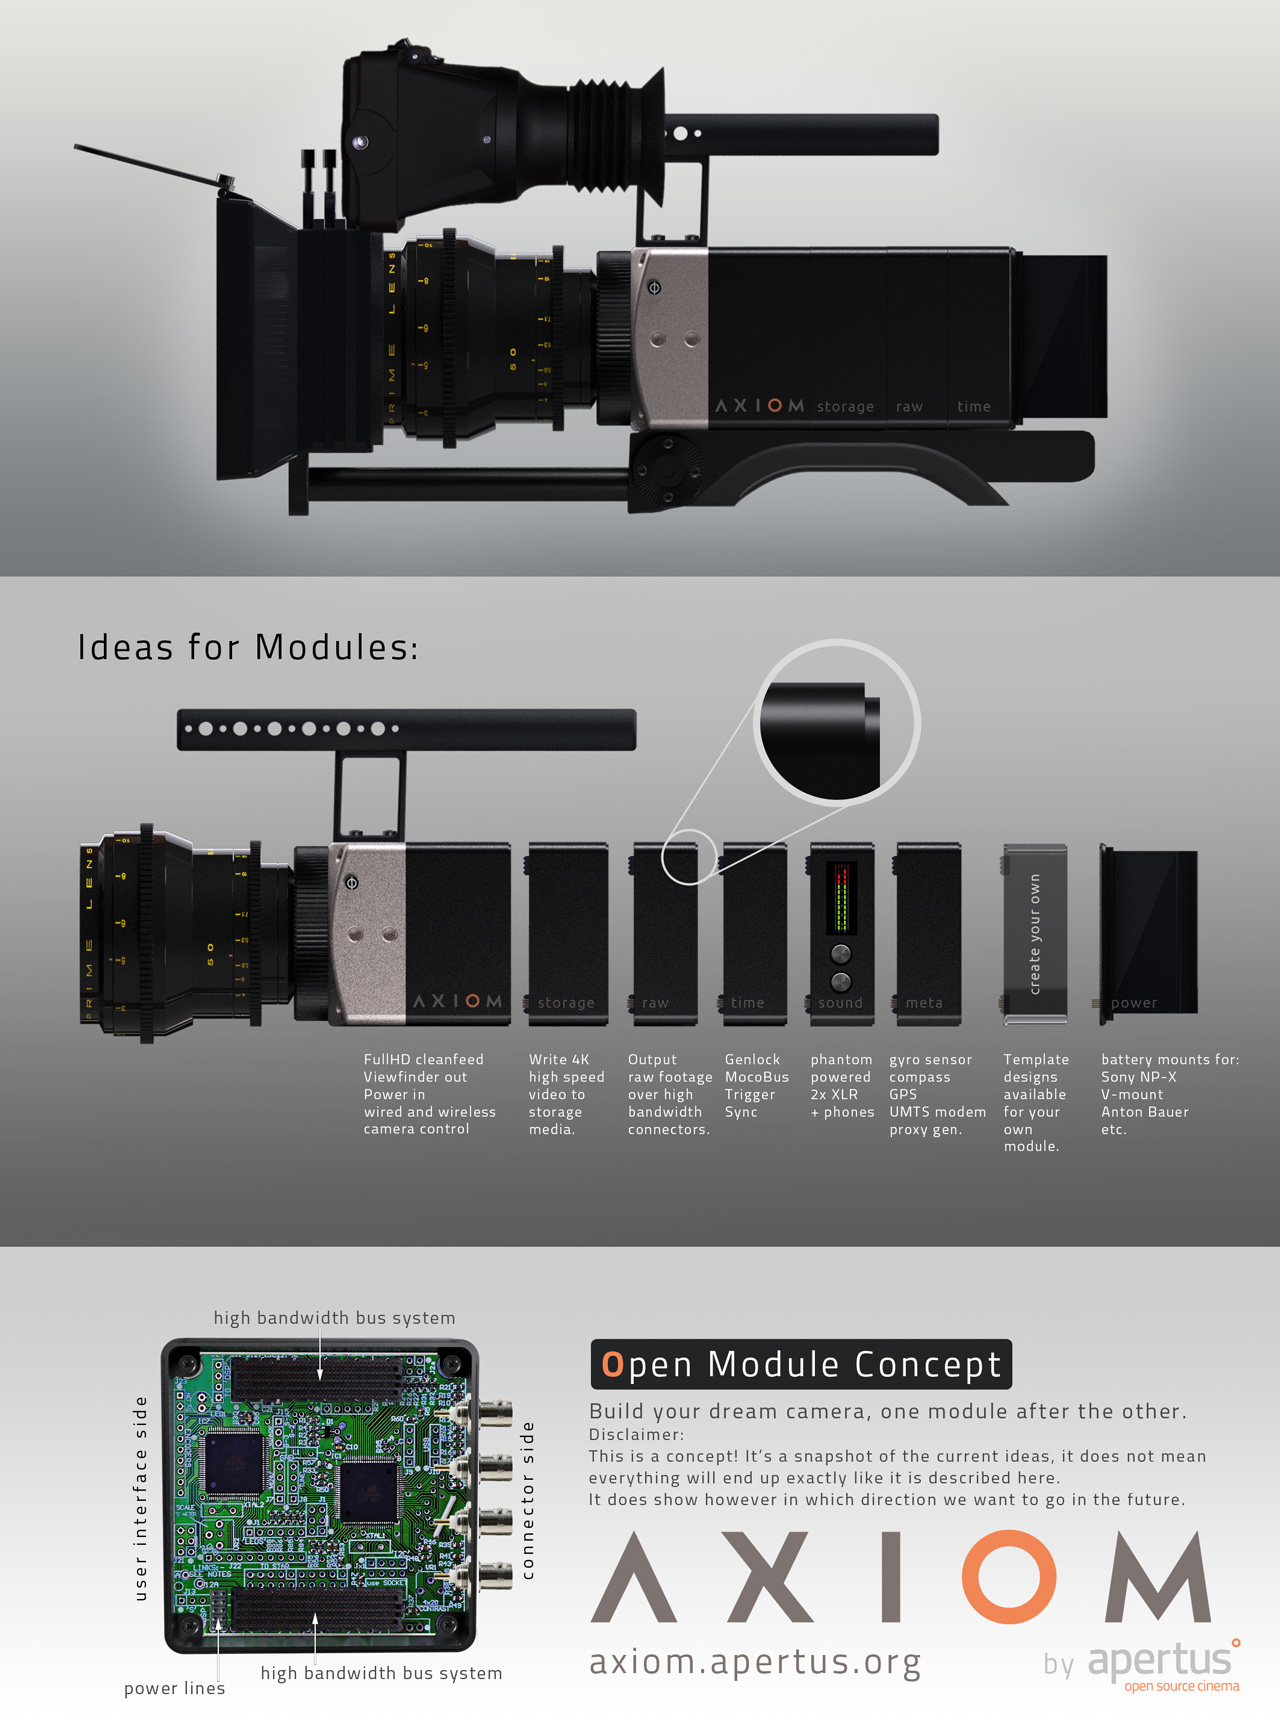 PRIME LENS
50
AXIOM
storage
raw
time
Ideas for Modules:
PRIME LENS
50
AXIOM
storage
raw
time
sound
meta
create your own
power
FullHD cleanfeed
Viewfinder out
Power in
wired and wireless
camera control
Write 4K
high speed
video to
storage
media.
Output
raw footage
over high
bandwidth
connectors.
Genlock
MocoBus
Trigger
Sync
phantom
powered
2x XLR
+ phones
gyro sensor
compass
GPS
UMTS modem
proxy gen.
Template
designs
available
for your
own
module.
battery mounts for:
Sony NP-X
V-mount
Anton Bauer
etc.
high bandwidth bus system
user interface side
connector side
high bandwidth bus system
power lines
Open Module Concept
Build your dream camera, one module after the other.
Disclaimer:
This is a concept! It's a snapshot of the current ideas, it does not mean
everything will end up exactly like it is described here.
It does show however in which direction we want to go in the future.
AXIOM
axiom.apertus.org
by apertus°
open source cinema